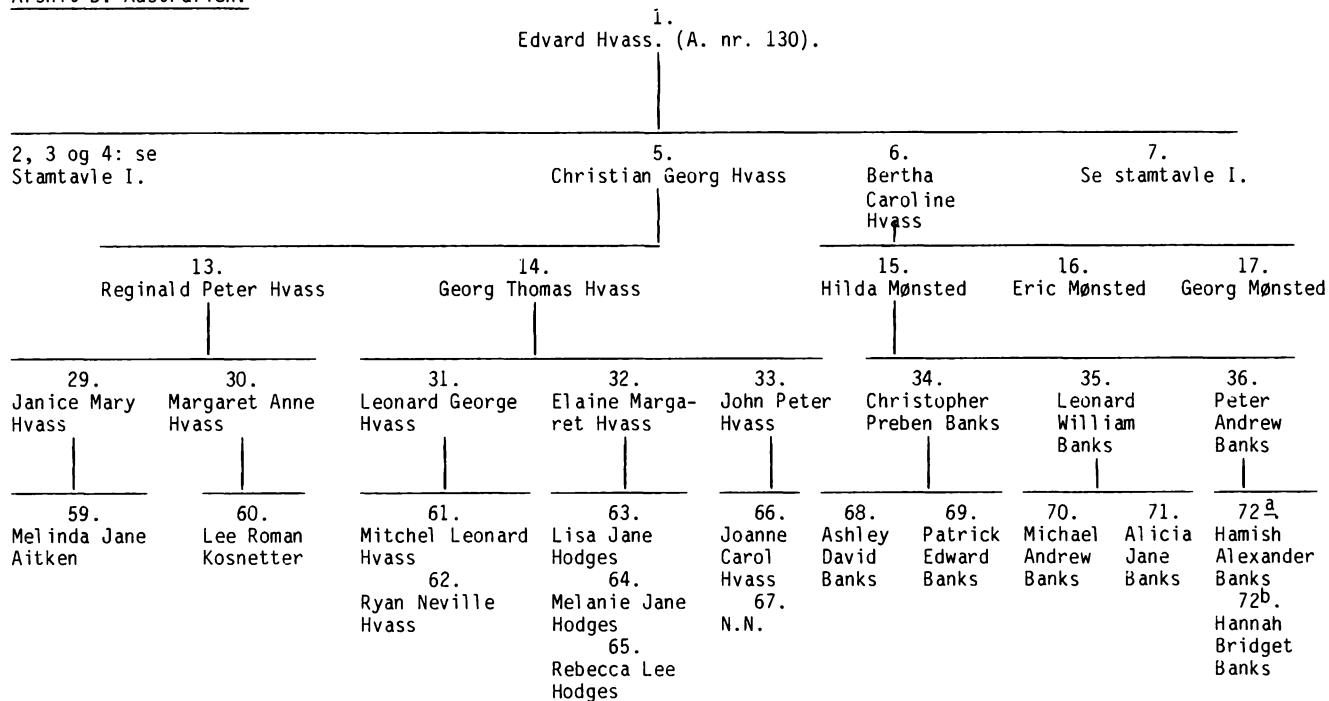 1.
Edvard Hvass. (A. nr. 130).
2, 3 og 4: se
Stamtavle I.
5.
Christian Georg Hvass
6.
Bertha
Caroline
Hvass
7.
Se stamtavle I.
13.
Reginald Peter Hvass
14.
Georg Thomas Hvass
15.
Hilda Mønsted
16.
Eric Mønsted
17.
Georg Mønsted
29.
Janice Mary
Hvass
30.
Margaret Anne
Hvass
31.
Leonard George
Hvass
32.
Elaine Marga-
ret Hvass
33.
John Peter
Hvass
34.
Christopher
Preben Banks
35.
Leonard
William
Banks
36.
Peter
Andrew
Banks
59.
Melinda Jane
Aitken
60.
Lee Roman
Kosnetter
61.
Mitchel Leonard
Hvass
62.
Ryan Neville
Hvass
63.
Lisa Jane
Hodges
64.
Melanie Jane
Hodges
65.
Rebecca Lee
Hodges
66.
Joanne
Carol
Hvass
67.
N.N.
68.
Ashley
David
Banks
69.
Patrick
Edward
Banks
70.
Michael
Andrew
Banks
71.
Alicia
Jane
Banks
72a
Hamish
Alexander
Banks
72b.
Hannah
Bridget
Banks